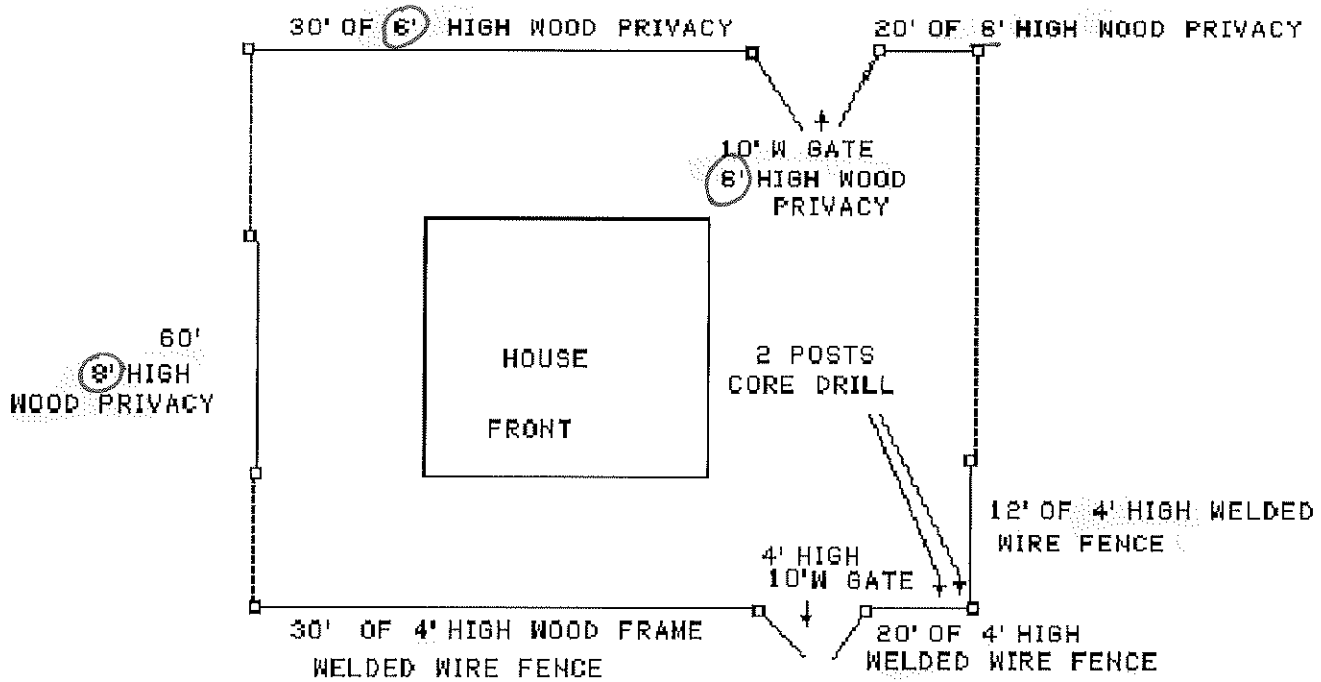 30' OF 6' HIGH WOOD PRIVACY
20' OF 6' HIGH WOOD PRIVACY
10' W GATE
6' HIGH WOOD
PRIVACY
60'
8' HIGH
WOOD PRIVACY
HOUSE
FRONT
2 POSTS
CORE DRILL
12' OF 4' HIGH WELDED
WIRE FENCE
4' HIGH
10'W GATE
30' OF 4' HIGH WOOD FRAME
WELDED WIRE FENCE
20' OF 4' HIGH
WELDED WIRE FENCE